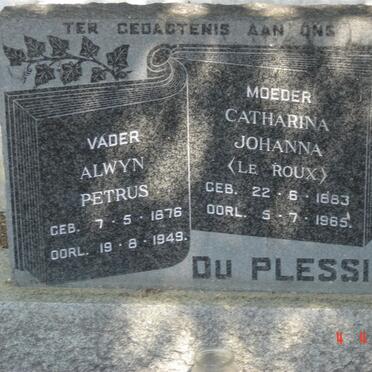 TER GEDAGTENIS AAN ONS
VADER
ALWYN
PETRUS
GEB. 7-5-1876
OORL. 19-8-1949.
MOEDER
CATHARINA
JOHANNA
(LE ROUX)
GEB. 22-6-1883
OORL. 5-7-1965.
DU PLESSI